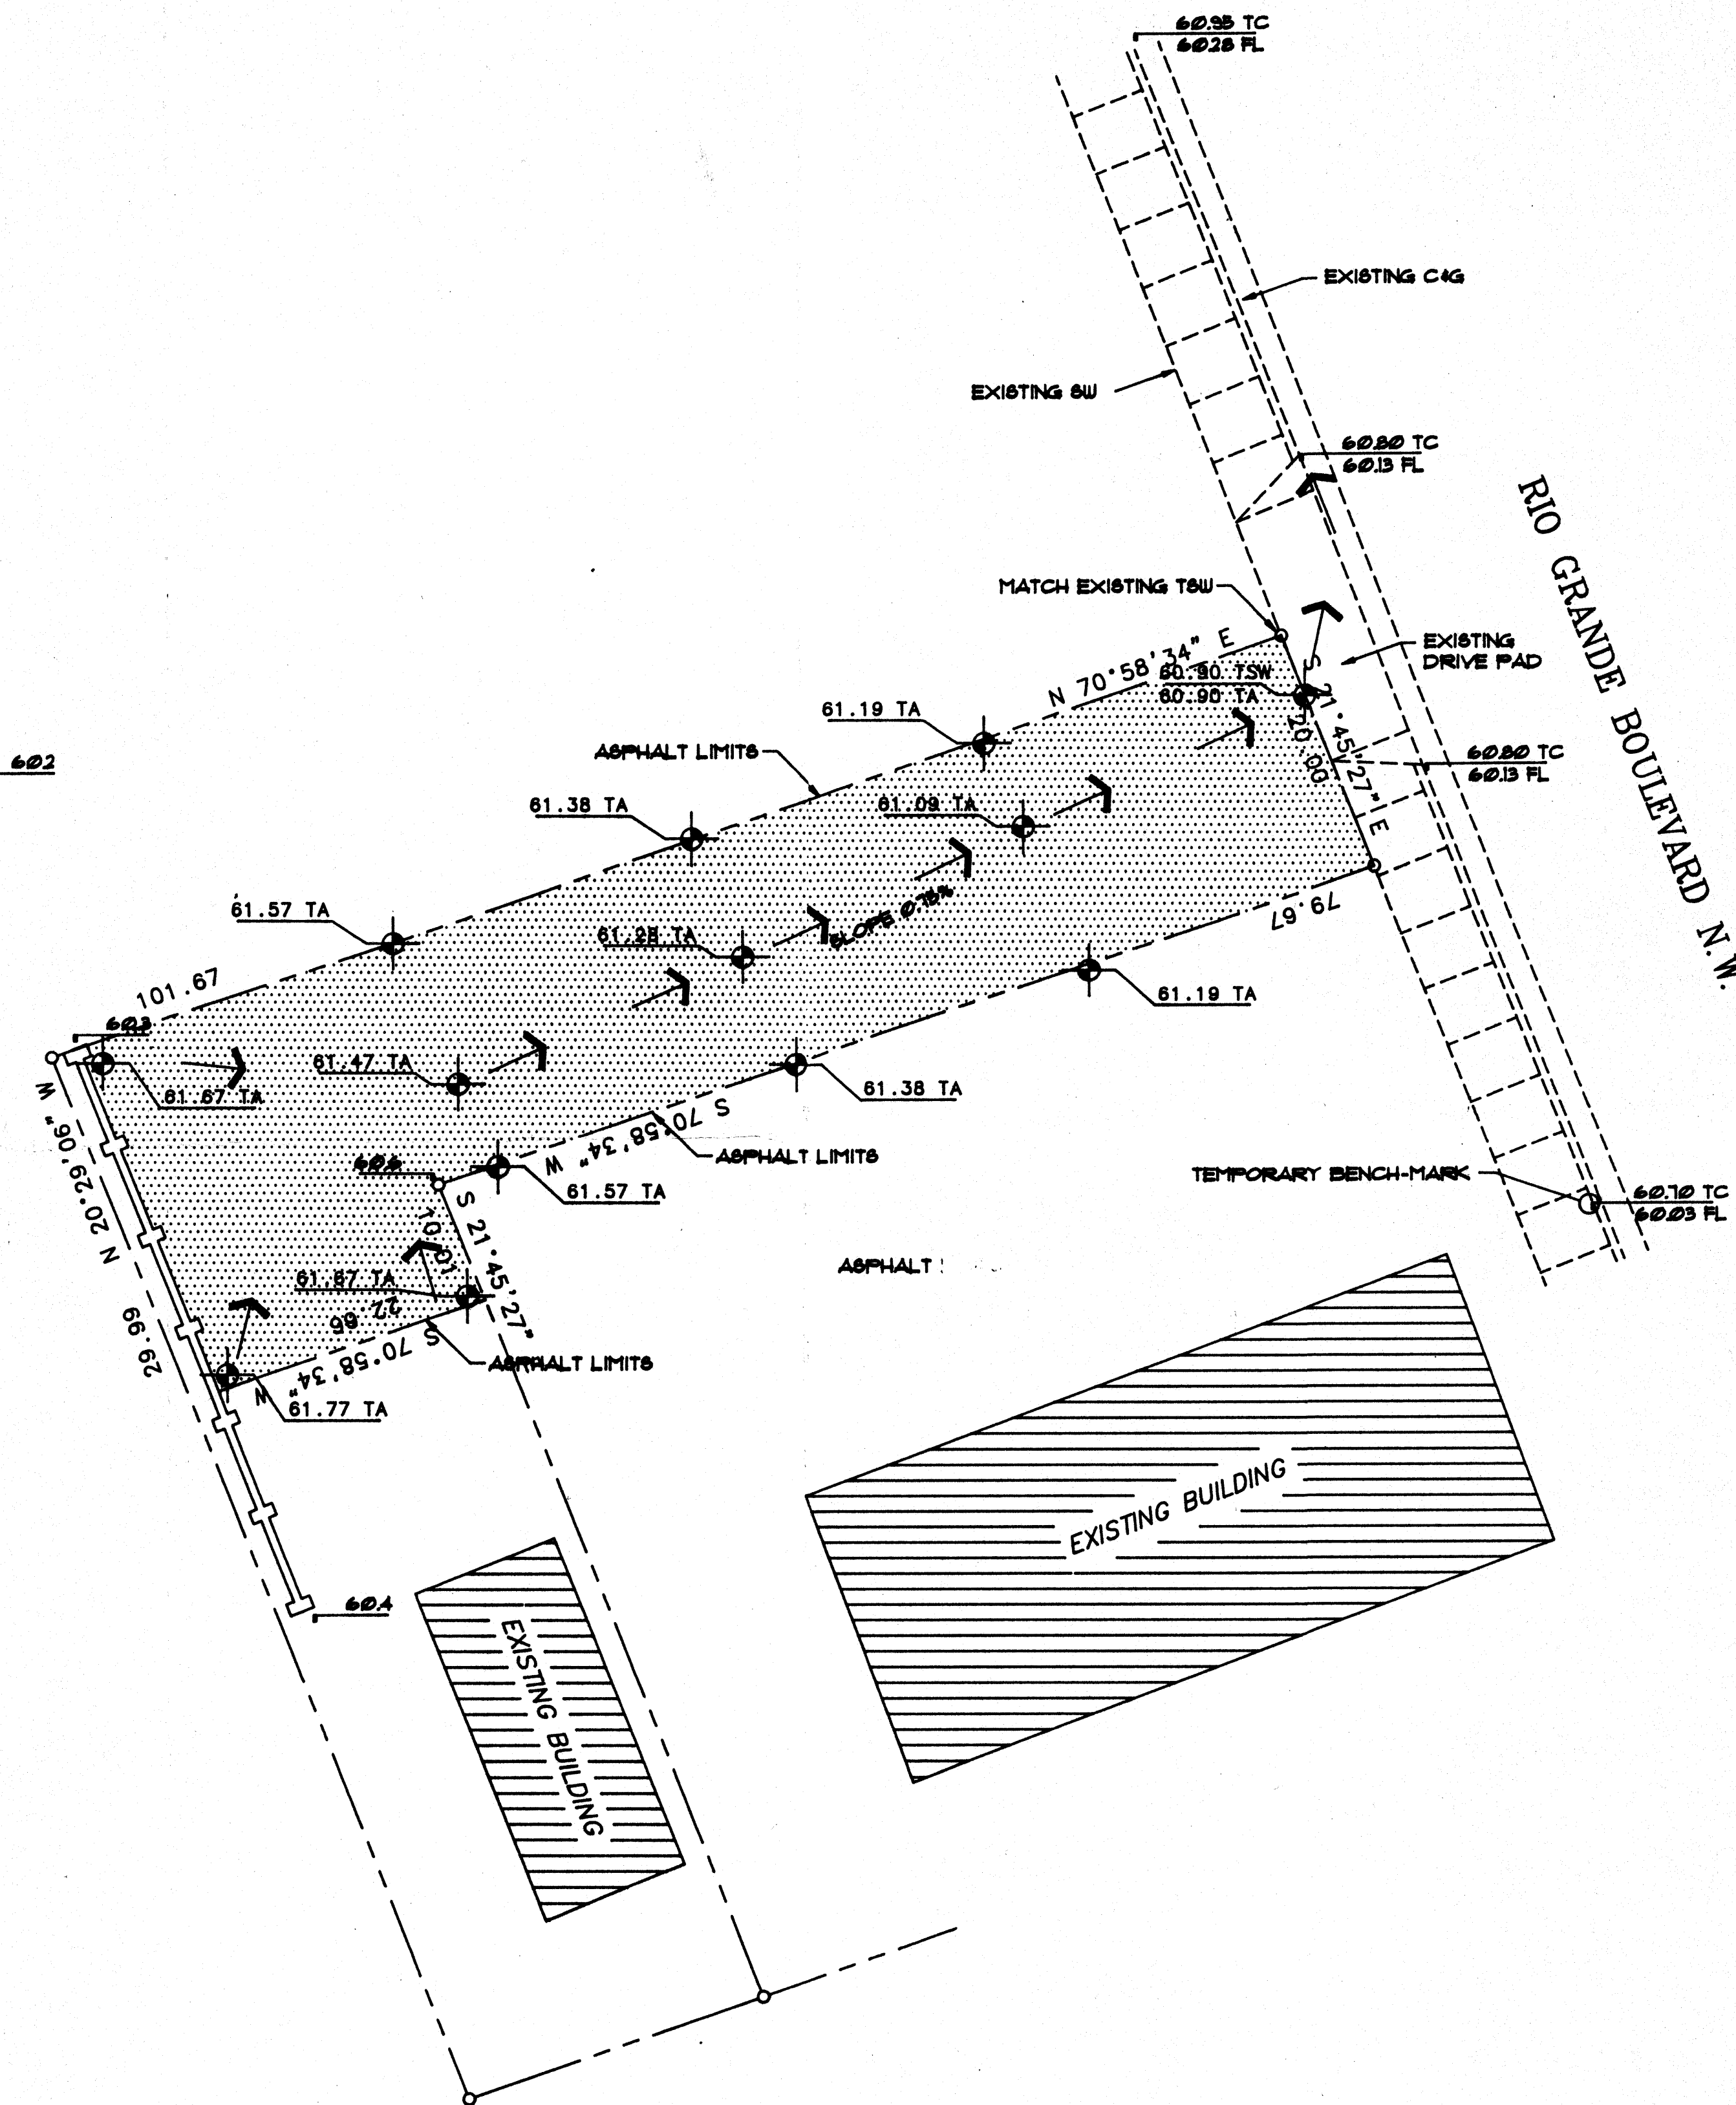 60.95 TC
60.28 FL
EXISTING C&G
EXISTING SW
60.80 TC
60.13 FL
RIO GRANDE BOULEVARD N.W.
MATCH EXISTING TSW
EXISTING
DRIVE PAD
N 70°58'34" E
60.90 TSW
60.90 TA
S 21°45'27" E
20.00
61.19 TA
ASPHALT LIMITS
60.80 TC
60.13 FL
602
61.38 TA
61.09 TA
SLOPE 0.75%
61.57 TA
61.28 TA
79.67
61.19 TA
101.67
60.3
61.47 TA
61.67 TA
61.38 TA
S 70°58'34" W
ASPHALT LIMITS
N 20°29'06" W
29.99
60.6
61.57 TA
TEMPORARY BENCH-MARK
60.70 TC
60.03 FL
S 21°45'27"
10.01
ASPHALT
61.67 TA
22.66
S 70°58'34" W
ASPHALT LIMITS
61.77 TA
EXISTING BUILDING
60.4
EXISTING BUILDING